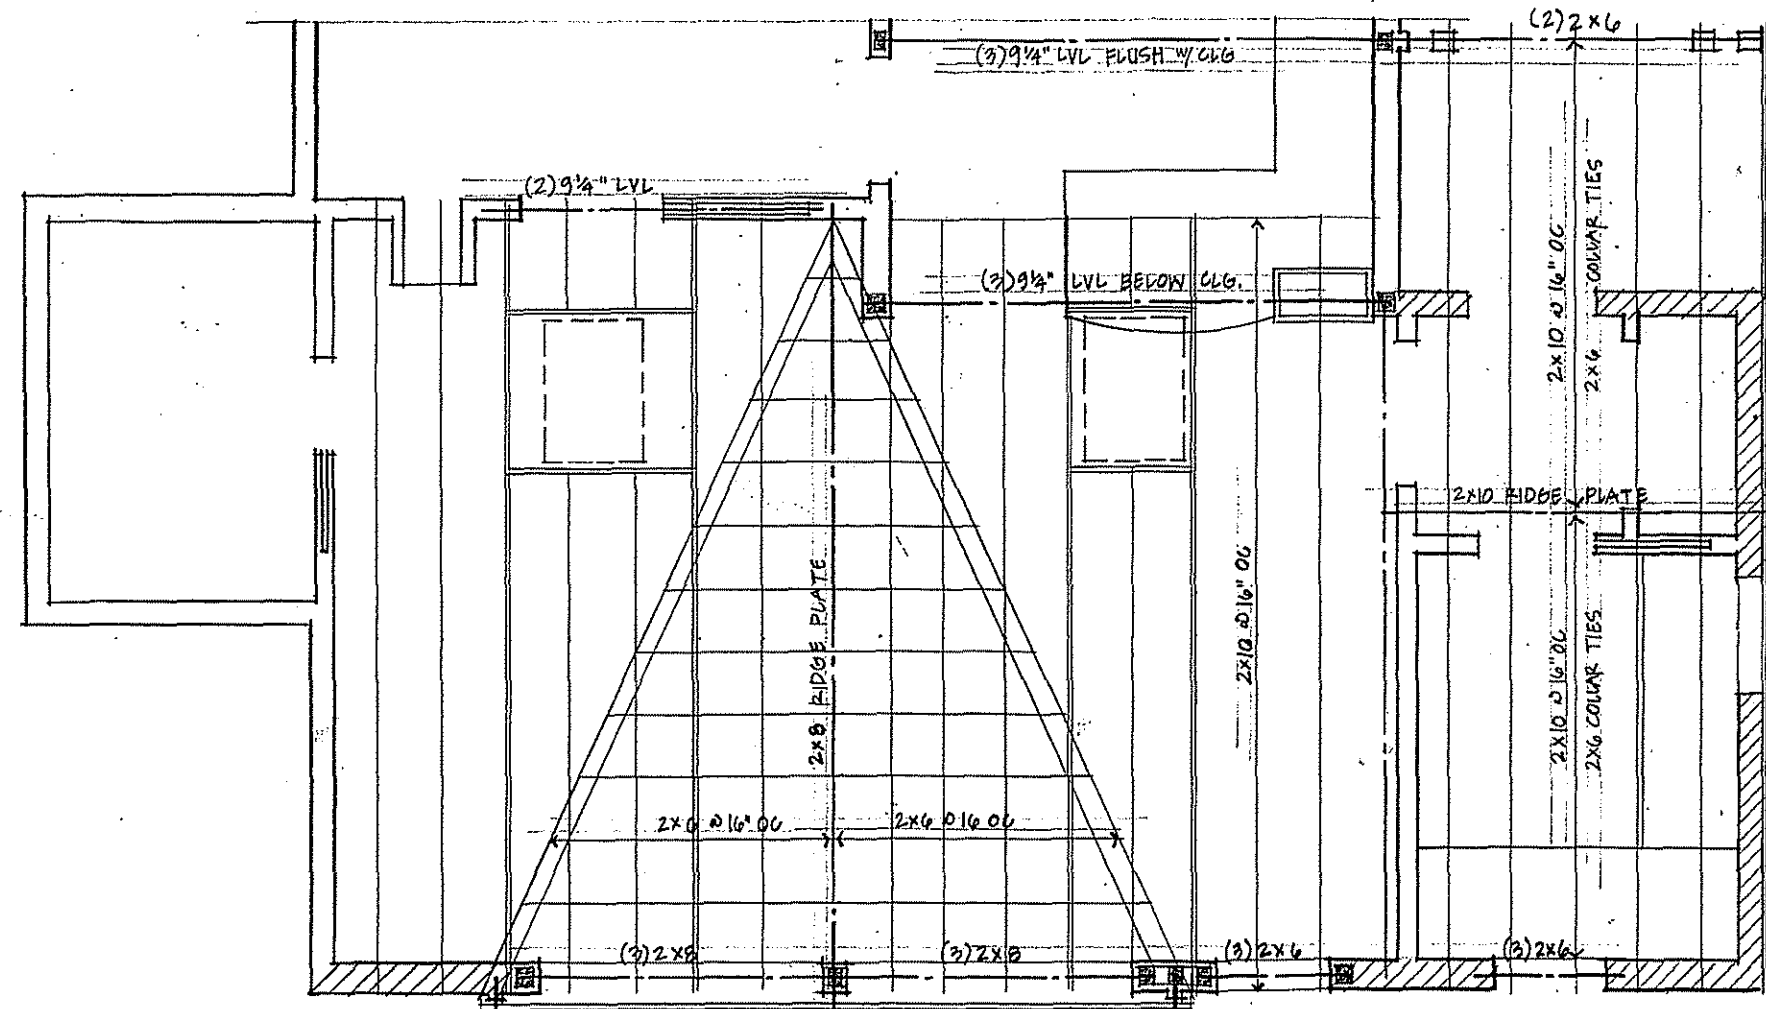 (2) 2×6
(3) 9¼" LVL FLUSH W/ CLG
(2) 9¼" LVL
(3) 9¼" LVL BELOW CLG.
2×10 @ 16" OC
2×6 COLLAR TIES
2×10 RIDGE PLATE
2×8 RIDGE PLATE
2×10 @ 16" OC
2×10 @ 16" OC
2×6 COLLAR TIES
2×6 @ 16" OC
2×6 @ 16 OC
(3) 2×8
(3) 2×8
(3) 2×6
(3) 2×6